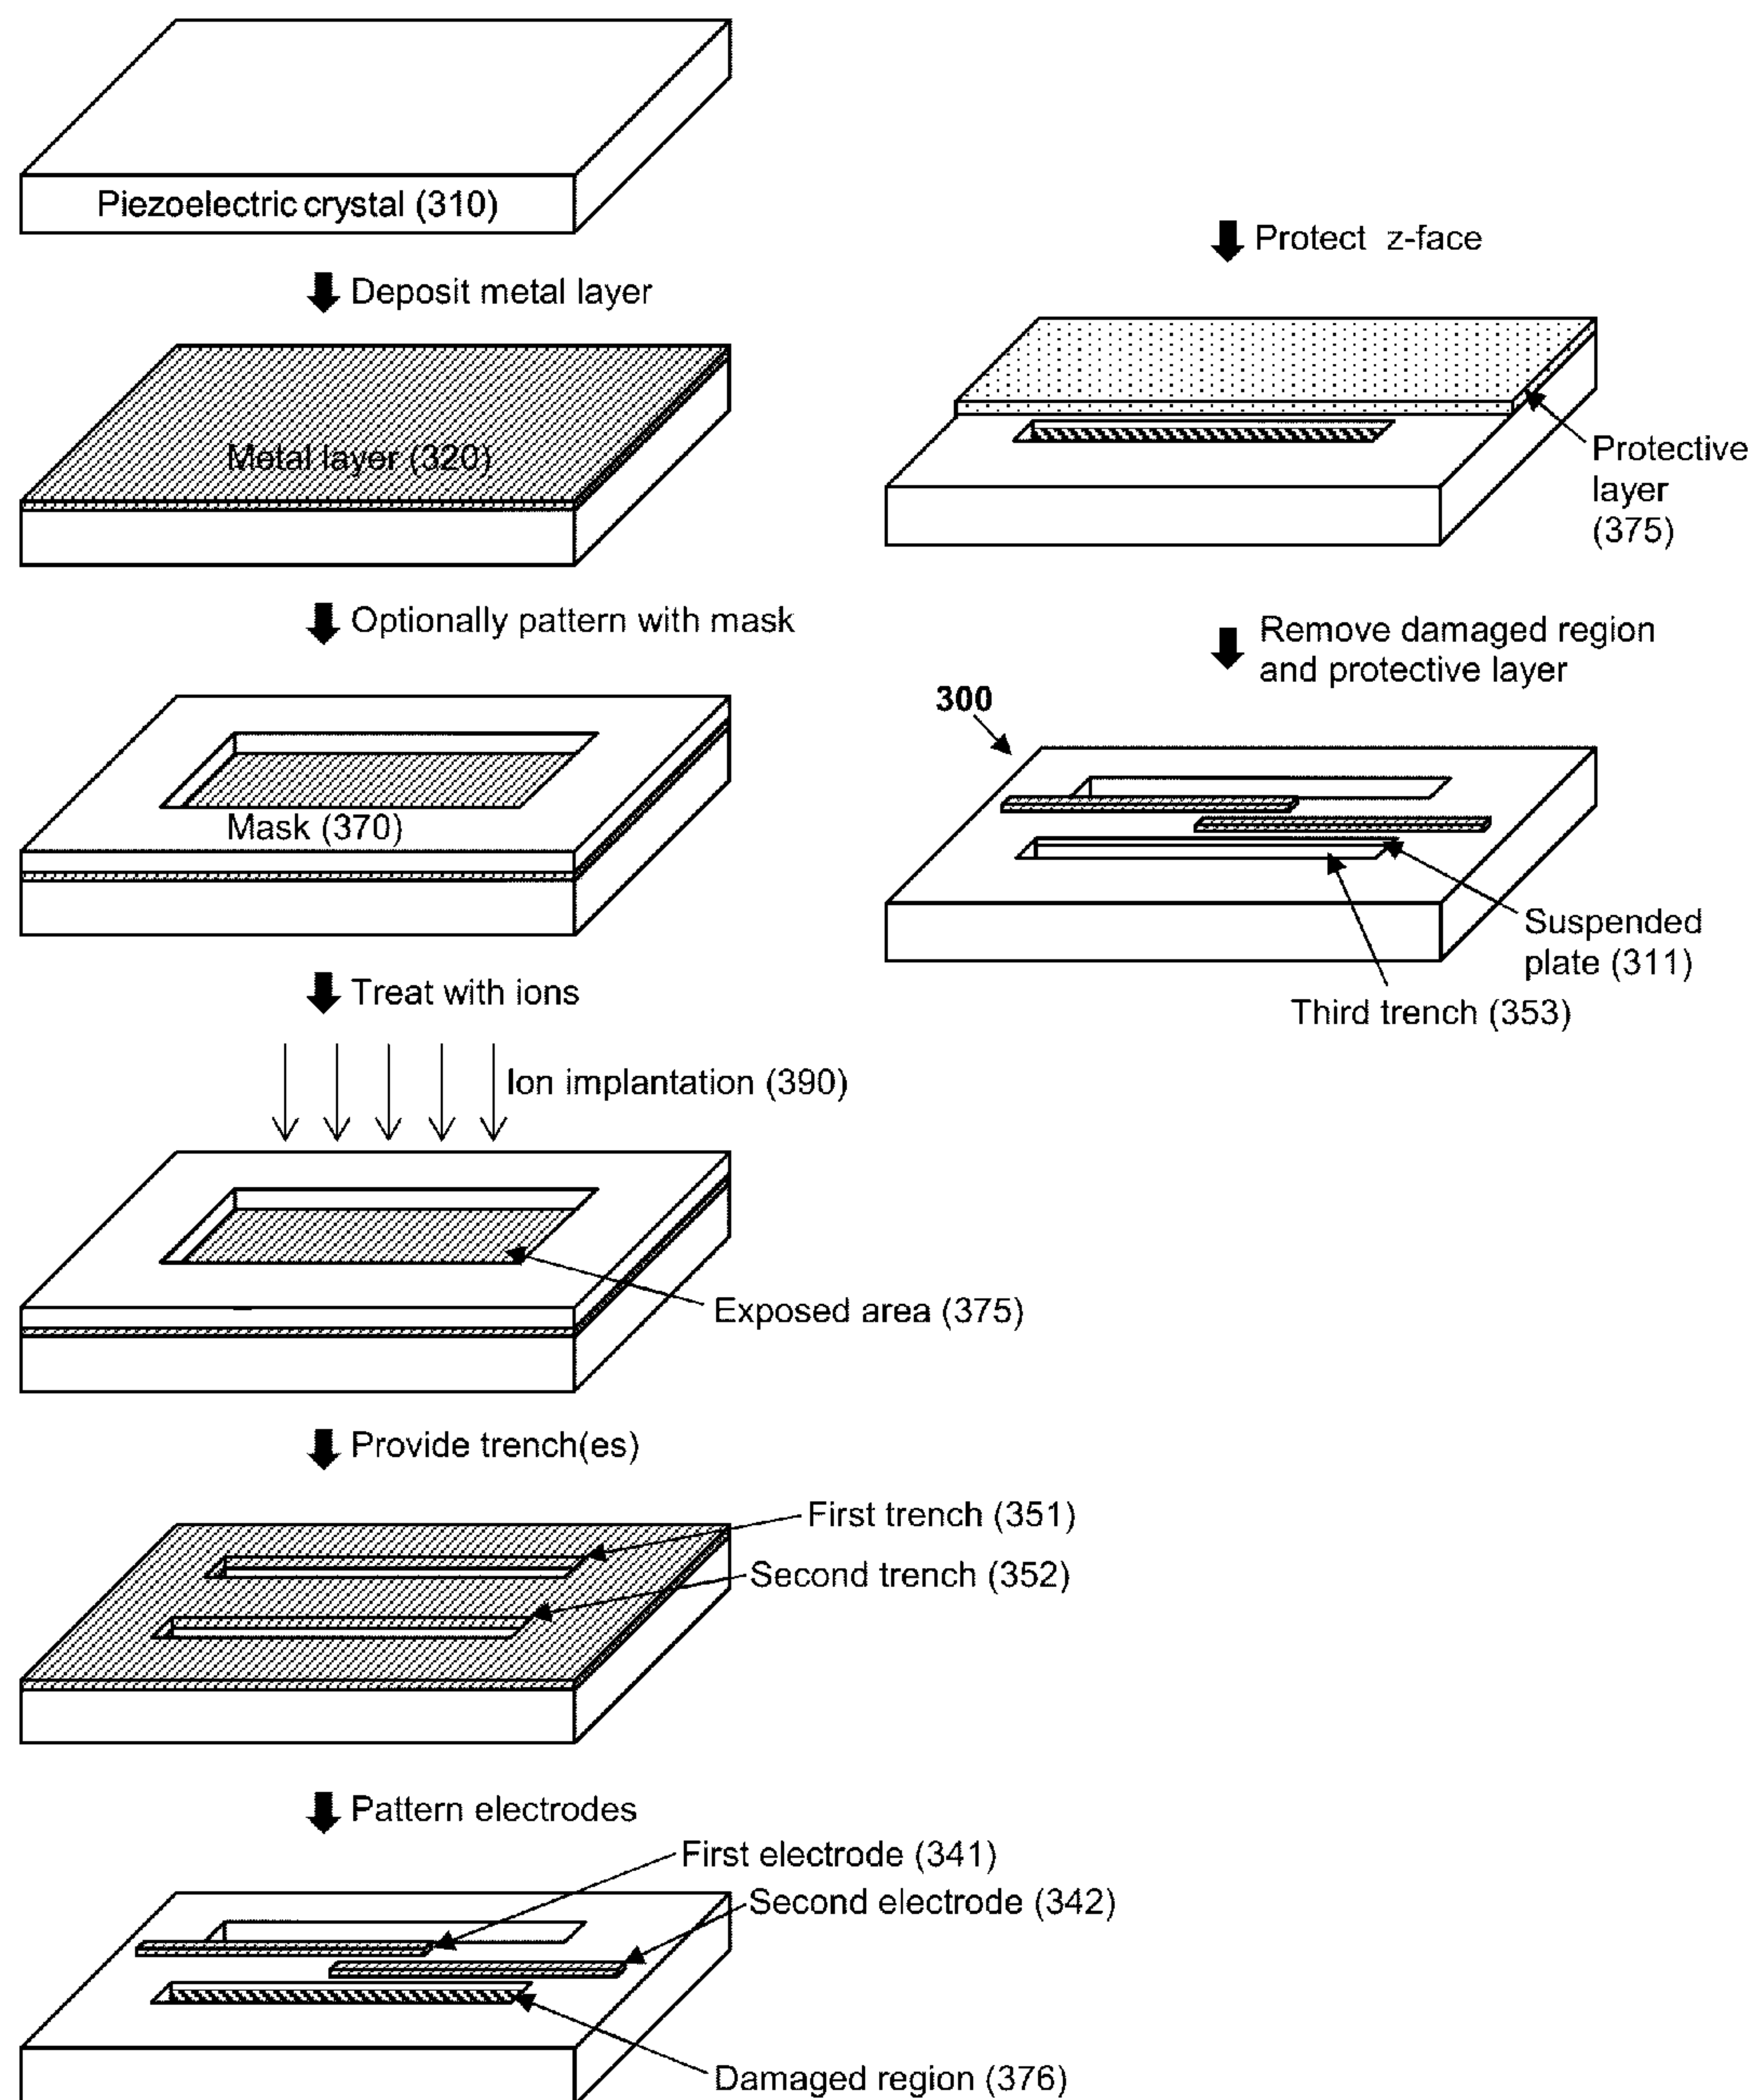 Piezoelectric crystal (310)
Deposit metal layer
Metal layer (320)
Optionally pattern with mask
Mask (370)
Treat with ions
Ion implantation (390)
Exposed area (375)
Provide trench(es)
First trench (351)
Second trench (352)
Pattern electrodes
First electrode (341)
Second electrode (342)
Damaged region (376)
Protect z-face
Protective
layer
(375)
Remove damaged region
and protective layer
300
Suspended
plate (311)
Third trench (353)